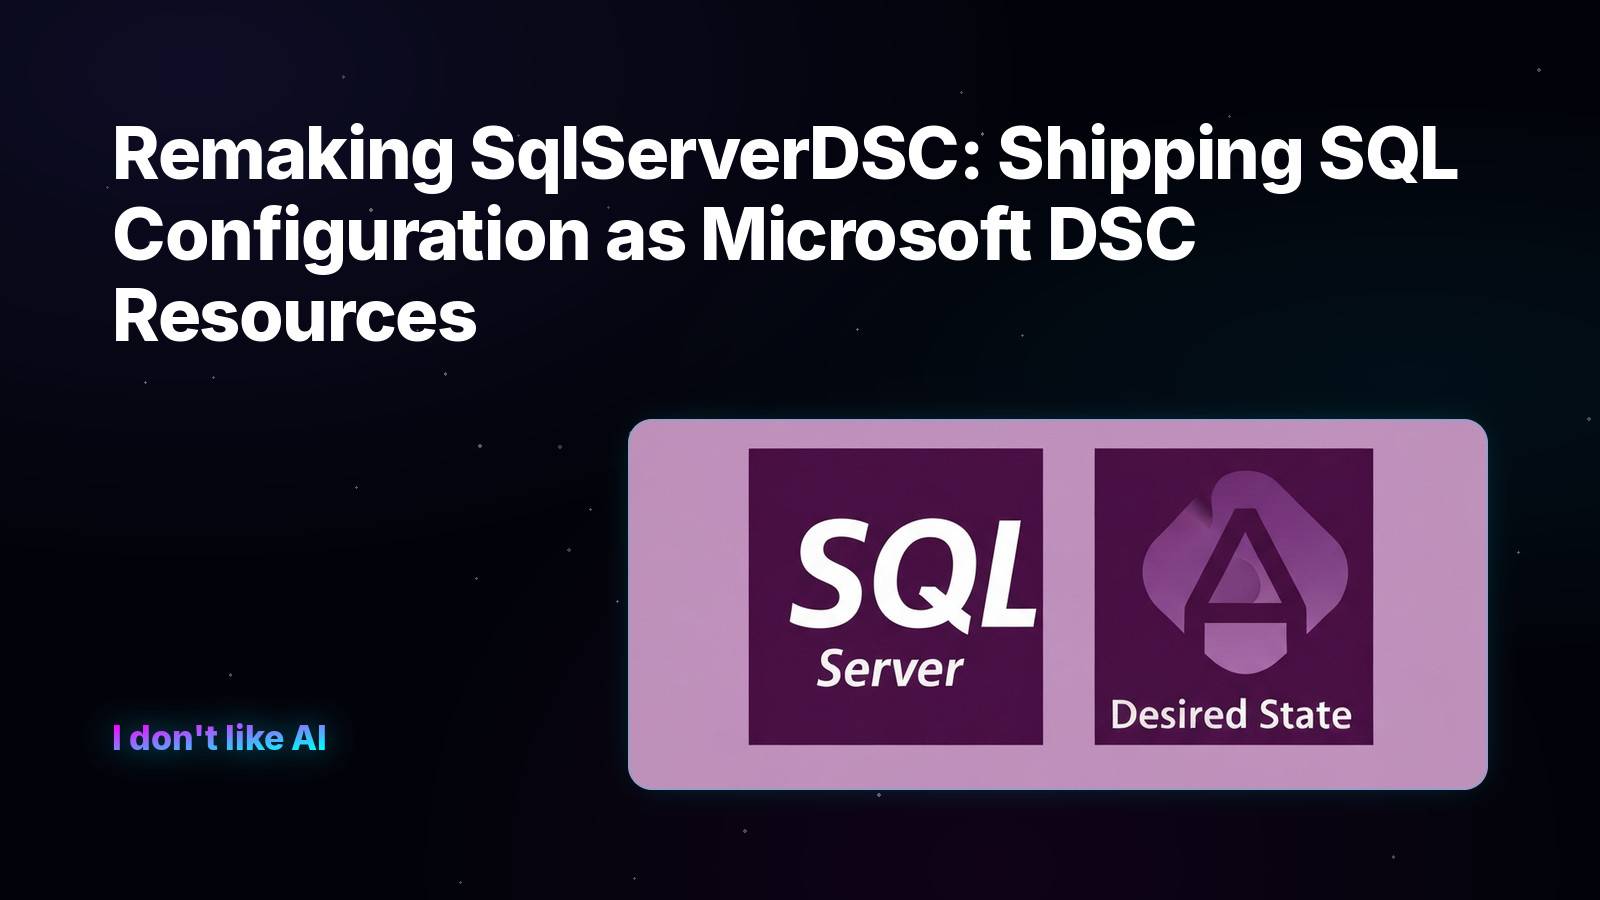 Remaking SqlServerDSC: Shipping SQL
Configuration as Microsoft DSC
Resources
SQL
Server
Desired State
I don't like AI